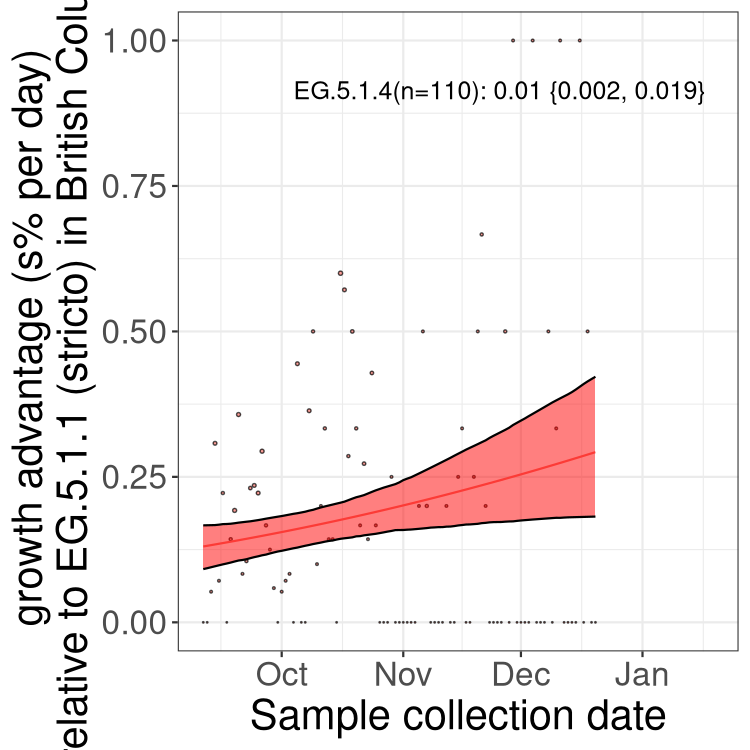 growth advantage (s% per day)
relative to EG.5.1.1 (stricto) in British
1.00
0.75
0.50
0.25
0.00
EG.5.1.4(n=110): 0.01 {0.002, 0.019}
Oct Nov Dec Jan
Sample collection date